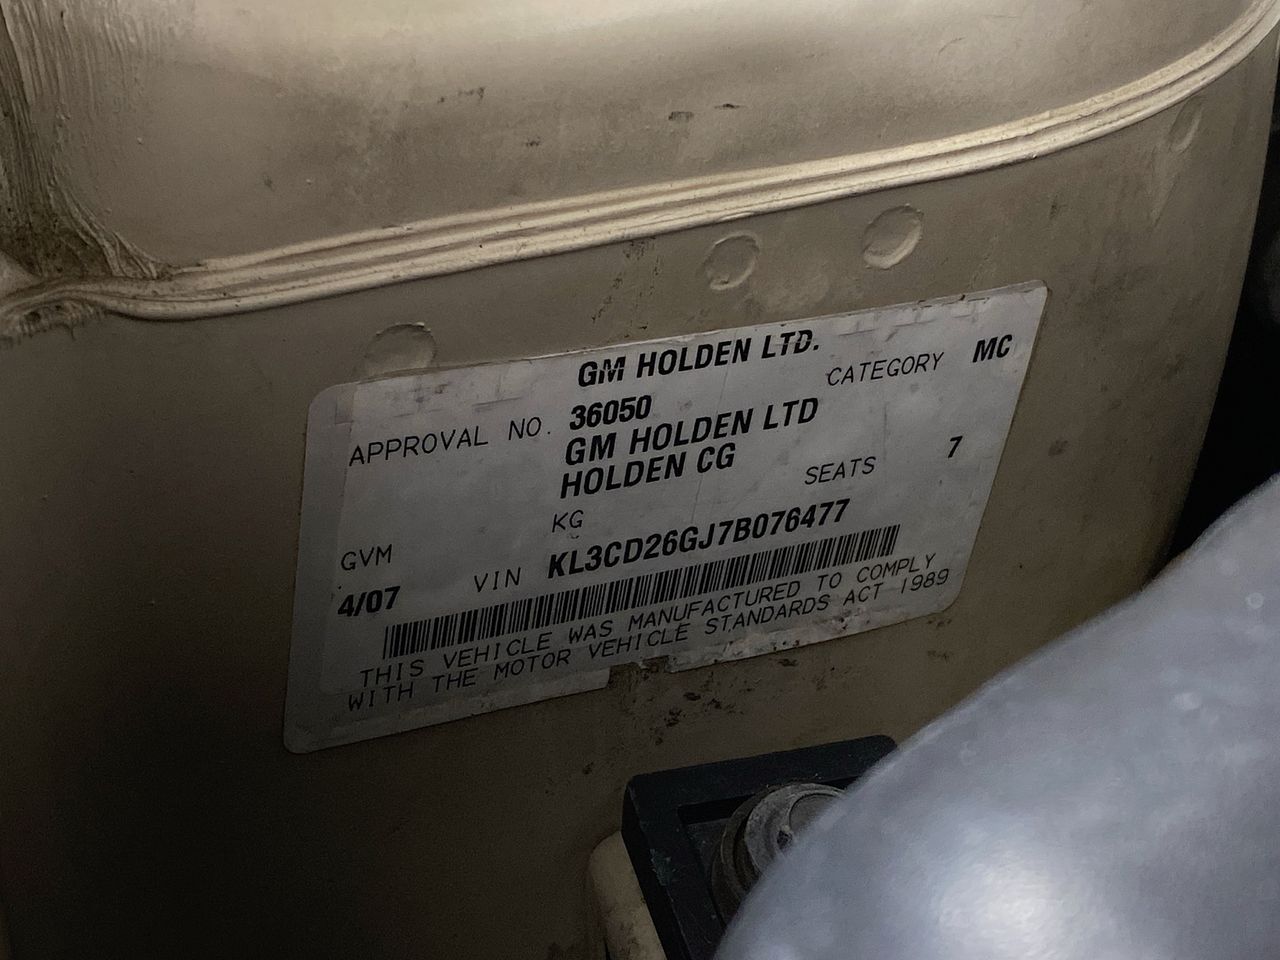 GM HOLDEN LTD.
APPROVAL NO. 36050 CATEGORY MC
GM HOLDEN LTD
HOLDEN CG SEATS 7
GVM KG
4/07 VIN KL3CD26GJ7B076477
THIS VEHICLE WAS MANUFACTURED TO COMPLY
WITH THE MOTOR VEHICLE STANDARDS ACT 1989